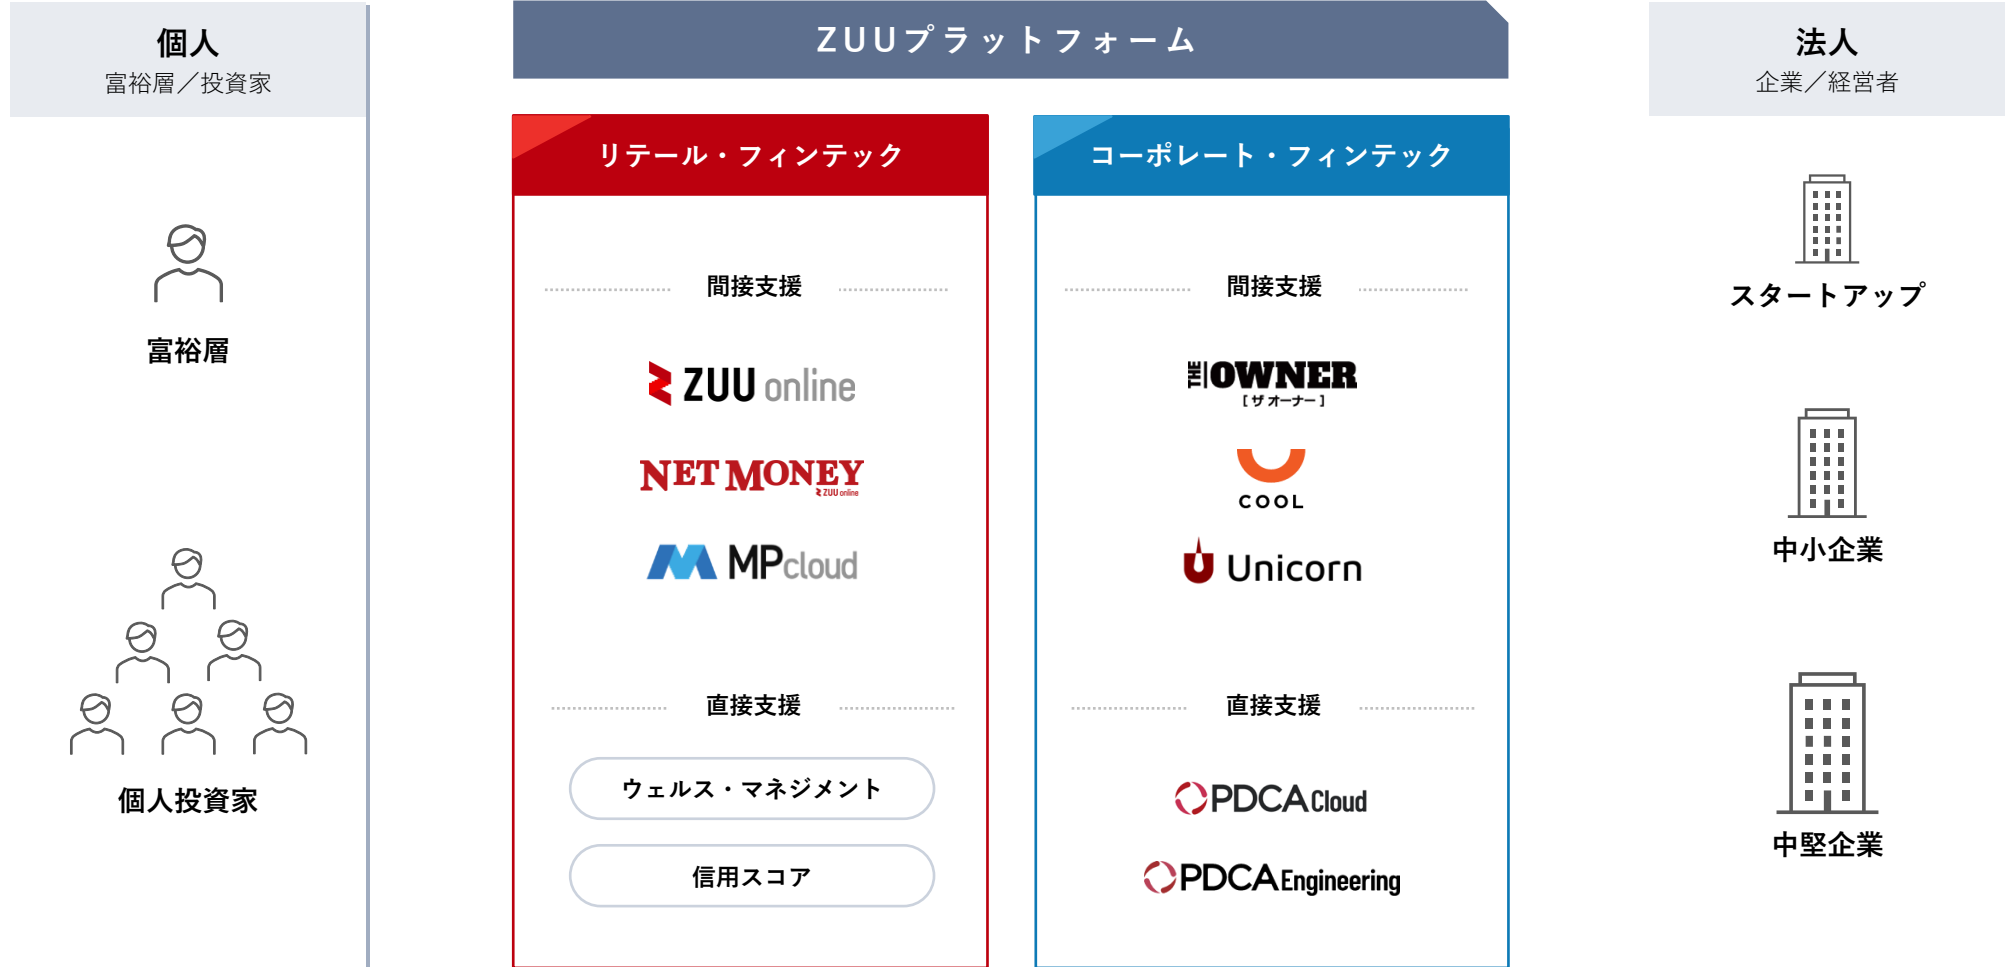 個人
富裕層／投資家
富裕層
個人投資家
ZUUプラットフォーム
リテール・フィンテック
間接支援
ZUU online
NET MONEY
ZUU online
MPcloud
直接支援
ウェルス・マネジメント
信用スコア
コーポレート・フィンテック
間接支援
THE OWNER
[ザ オーナー]
COOL
Unicorn
直接支援
PDCA Cloud
PDCA Engineering
法人
企業／経営者
スタートアップ
中小企業
中堅企業